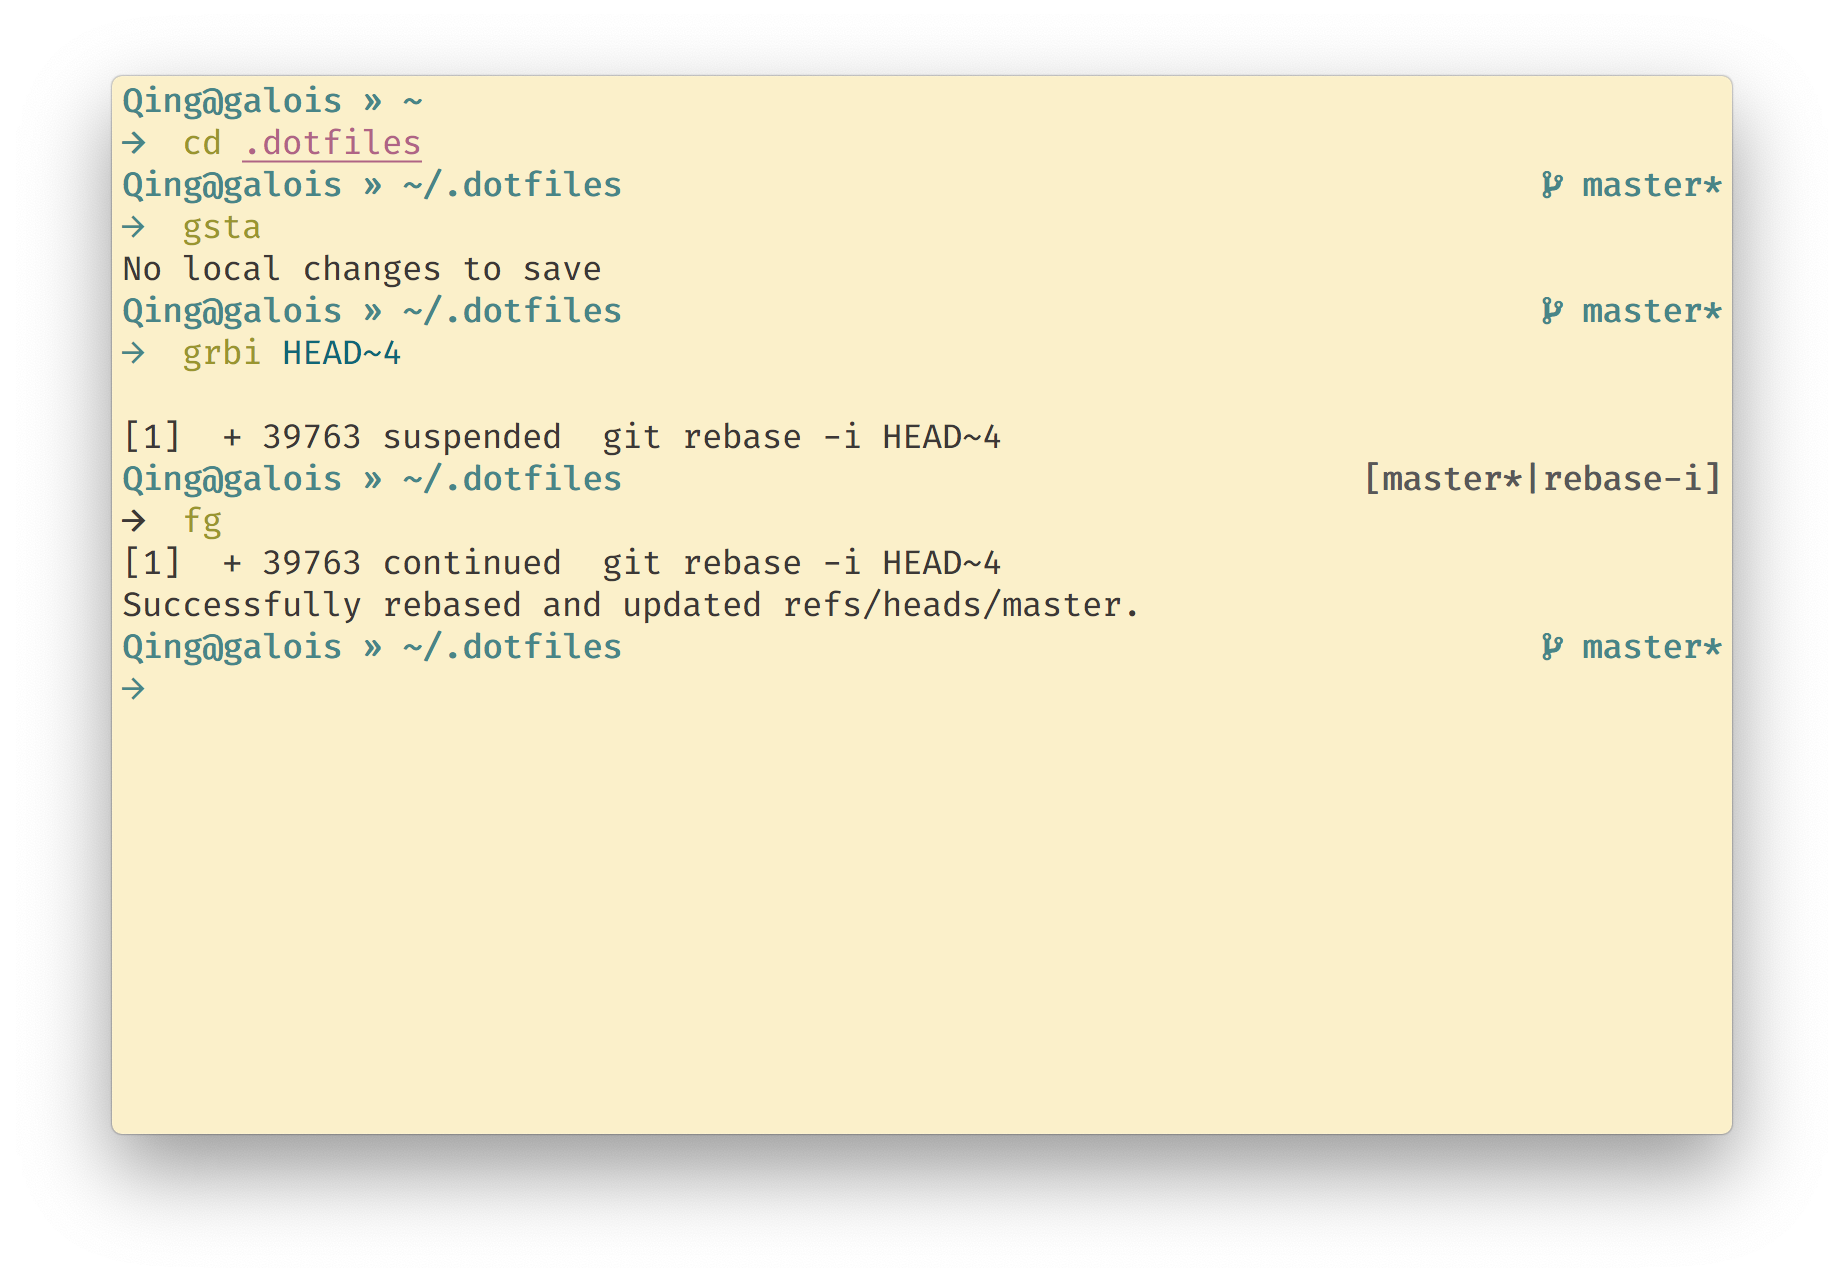 Qing@galois » ~
→ cd .dotfiles
Qing@galois » ~/.dotfiles master*
→ gsta
No local changes to save
Qing@galois » ~/.dotfiles master*
→ grbi HEAD~4
[1]  + 39763 suspended  git rebase -i HEAD~4
Qing@galois » ~/.dotfiles [master*|rebase-i]
→ fg
[1]  + 39763 continued  git rebase -i HEAD~4
Successfully rebased and updated refs/heads/master.
Qing@galois » ~/.dotfiles master*
→